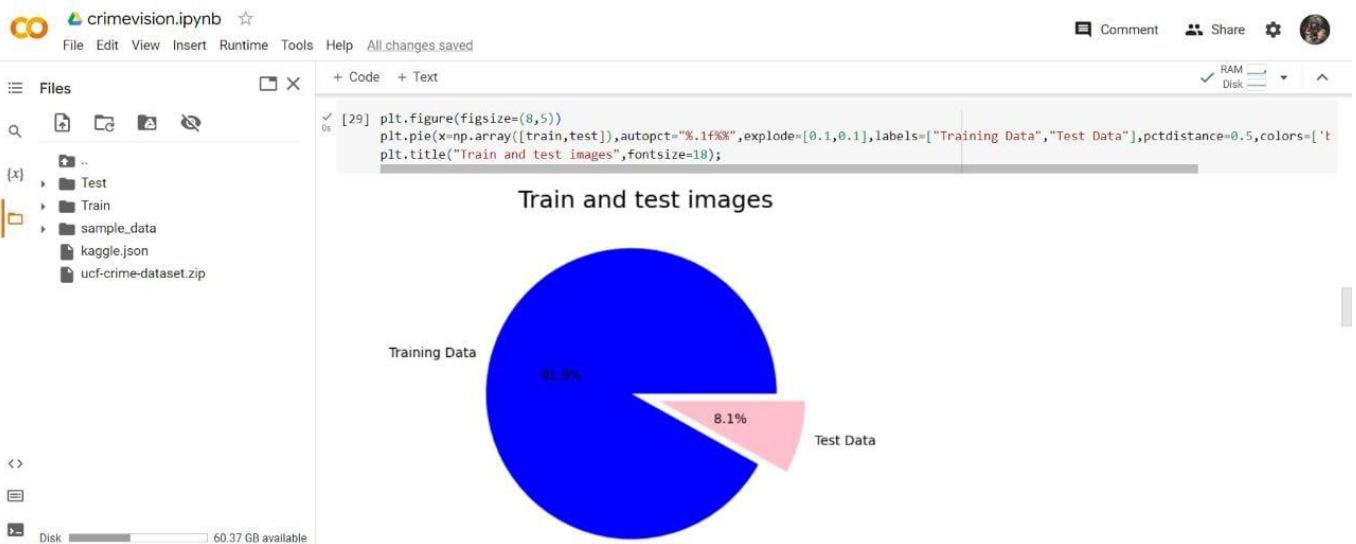 crimevision.ipynb
File Edit View Insert Runtime Tools Help All changes saved
Comment Share
Files
+ Code + Text
RAM
Disk
[29] plt.figure(figsize=(8,5))
0s
plt.pie(x=np.array([train,test]),autopct="%.1f%%",explode=[0.1,0.1],labels=["Training Data","Test Data"],pctdistance=0.5,colors=['b
plt.title("Train and test images",fontsize=18);
..
{x}
Test
Train
sample_data
kaggle.json
ucf-crime-dataset.zip
Train and test images
Training Data
91.9%
8.1%
Test Data
<>
Disk 60.37 GB available